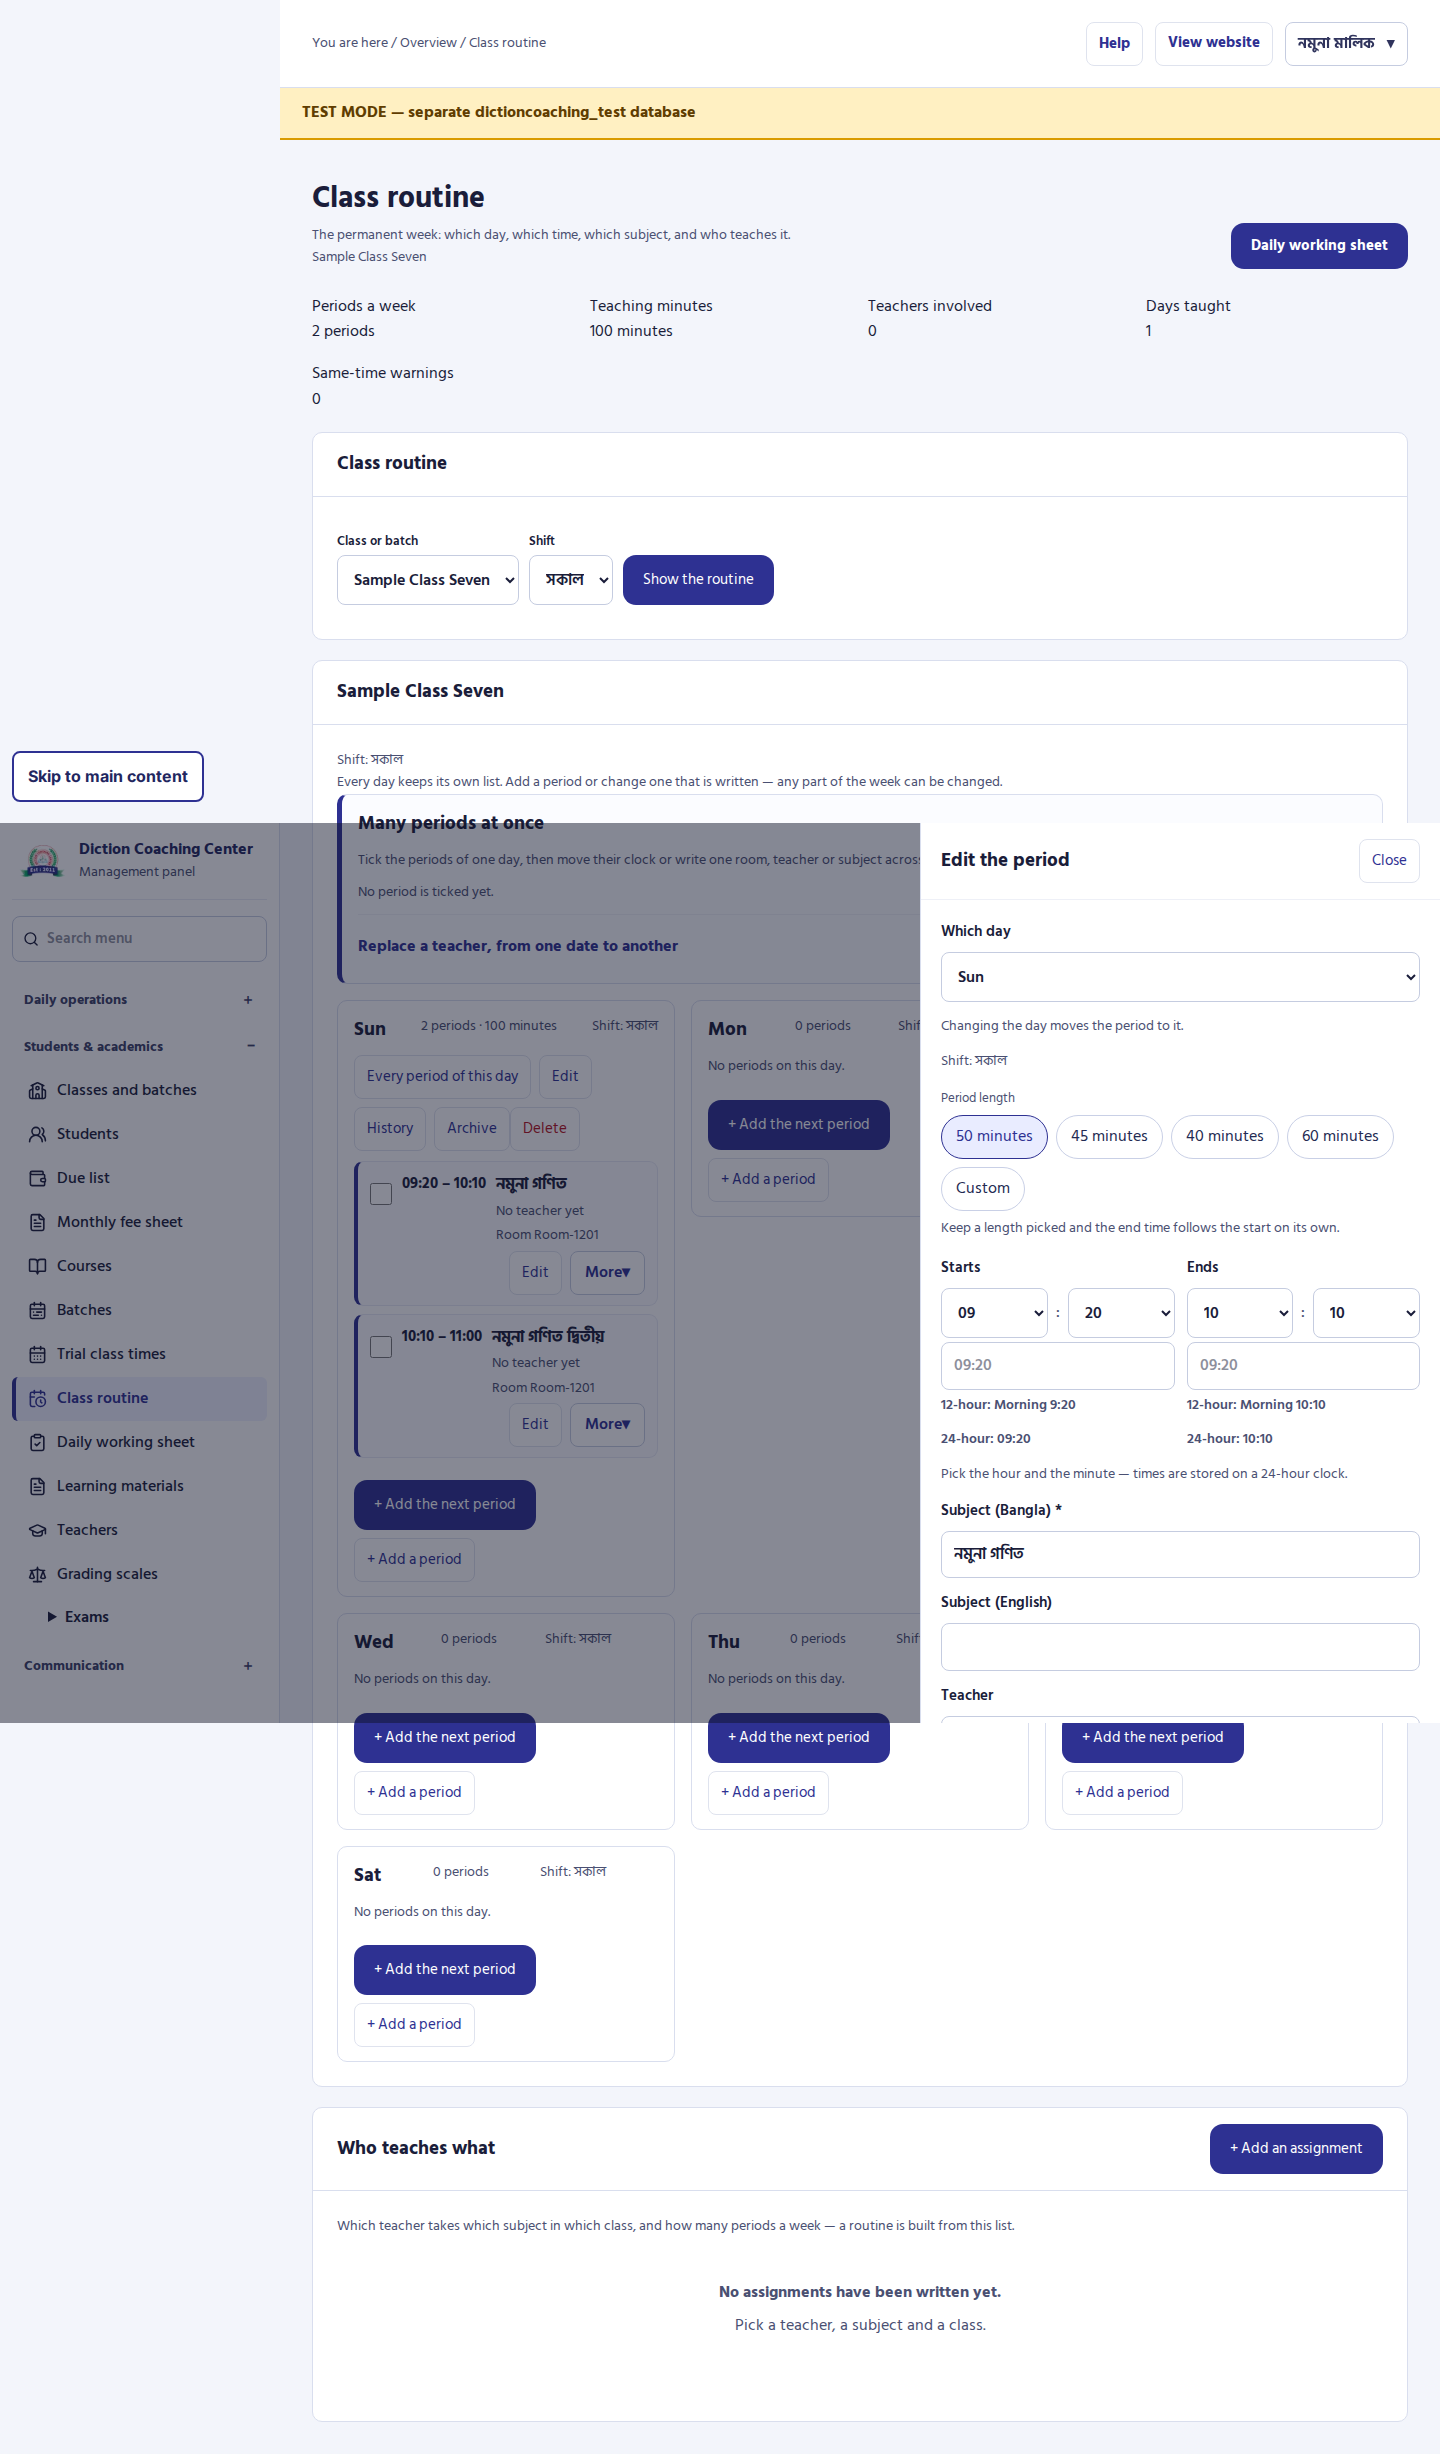 You are here / Overview / Class routine
Help
View website
নমুনা মালিক ▼
TEST MODE — separate dictioncoaching_test database
Class routine
The permanent week: which day, which time, which subject, and who teaches it.
Sample Class Seven
Daily working sheet
Periods a week
2 periods
Teaching minutes
100 minutes
Teachers involved
0
Days taught
1
Same-time warnings
0
Class routine
Class or batch
Shift
Sample Class Seven
সকাল
Show the routine
Sample Class Seven
Shift: সকাল
Every day keeps its own list. Add a period or change one that is written — any part of the week can be changed.
Skip to main content
Diction Coaching Center
Management panel
Search menu
Daily operations +
Students & academics −
Classes and batches
Students
Due list
Monthly fee sheet
Courses
Batches
Trial class times
Class routine
Daily working sheet
Learning materials
Teachers
Grading scales
▶ Exams
Communication +
Many periods at once
Tick the periods of one day, then move their clock or write one room, teacher or subject across
No period is ticked yet.
Replace a teacher, from one date to another
Sun
2 periods · 100 minutes
Shift: সকাল
Every period of this day
Edit
History
Archive
Delete
09:20 – 10:10
নমুনা গণিত
No teacher yet
Room Room-1201
Edit
More▾
10:10 – 11:00
নমুনা গণিত দ্বিতীয়
No teacher yet
Room Room-1201
Edit
More▾
+ Add the next period
+ Add a period
Mon
0 periods
Shif
No periods on this day.
+ Add the next period
+ Add a period
Wed
0 periods
Shift: সকাল
No periods on this day.
+ Add the next period
+ Add a period
Thu
0 periods
Shif
No periods on this day.
+ Add the next period
+ Add a period
+ Add the next period
+ Add a period
Sat
0 periods
Shift: সকাল
No periods on this day.
+ Add the next period
+ Add a period
Edit the period
Close
Which day
Sun
Changing the day moves the period to it.
Shift: সকাল
Period length
50 minutes
45 minutes
40 minutes
60 minutes
Custom
Keep a length picked and the end time follows the start on its own.
Starts
Ends
09 : 20
10 : 10
09:20
09:20
12-hour: Morning 9:20
12-hour: Morning 10:10
24-hour: 09:20
24-hour: 10:10
Pick the hour and the minute — times are stored on a 24-hour clock.
Subject (Bangla) *
নমুনা গণিত
Subject (English)
Teacher
Who teaches what
+ Add an assignment
Which teacher takes which subject in which class, and how many periods a week — a routine is built from this list.
No assignments have been written yet.
Pick a teacher, a subject and a class.